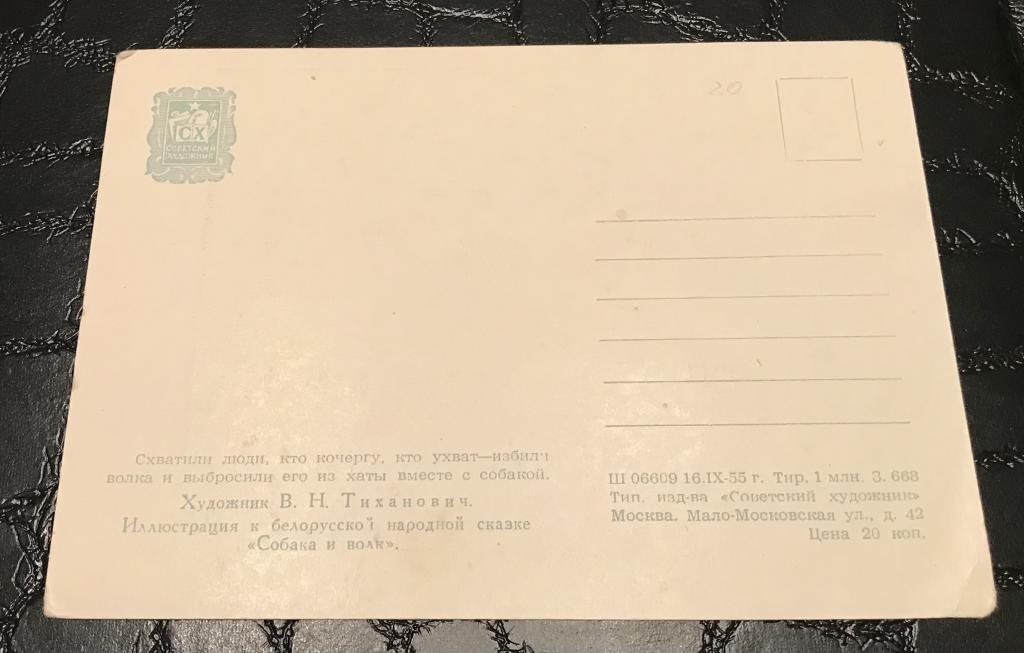 СХ
СОВЕТСКИЙ
ХУДОЖНИК
20
Схватили люди, кто кочергу, кто ухват—избили
волка и выбросили его из хаты вместе с собакой.
Художник В. Н. Тиханович.
Иллюстрация к белорусской народной сказке
«Собака и волк».
Ш 06609 16.IX-55 г. Тир. 1 млн. З. 668
Тип. изд-ва «Советский художник»
Москва. Мало-Московская ул., д. 42
Цена 20 коп.